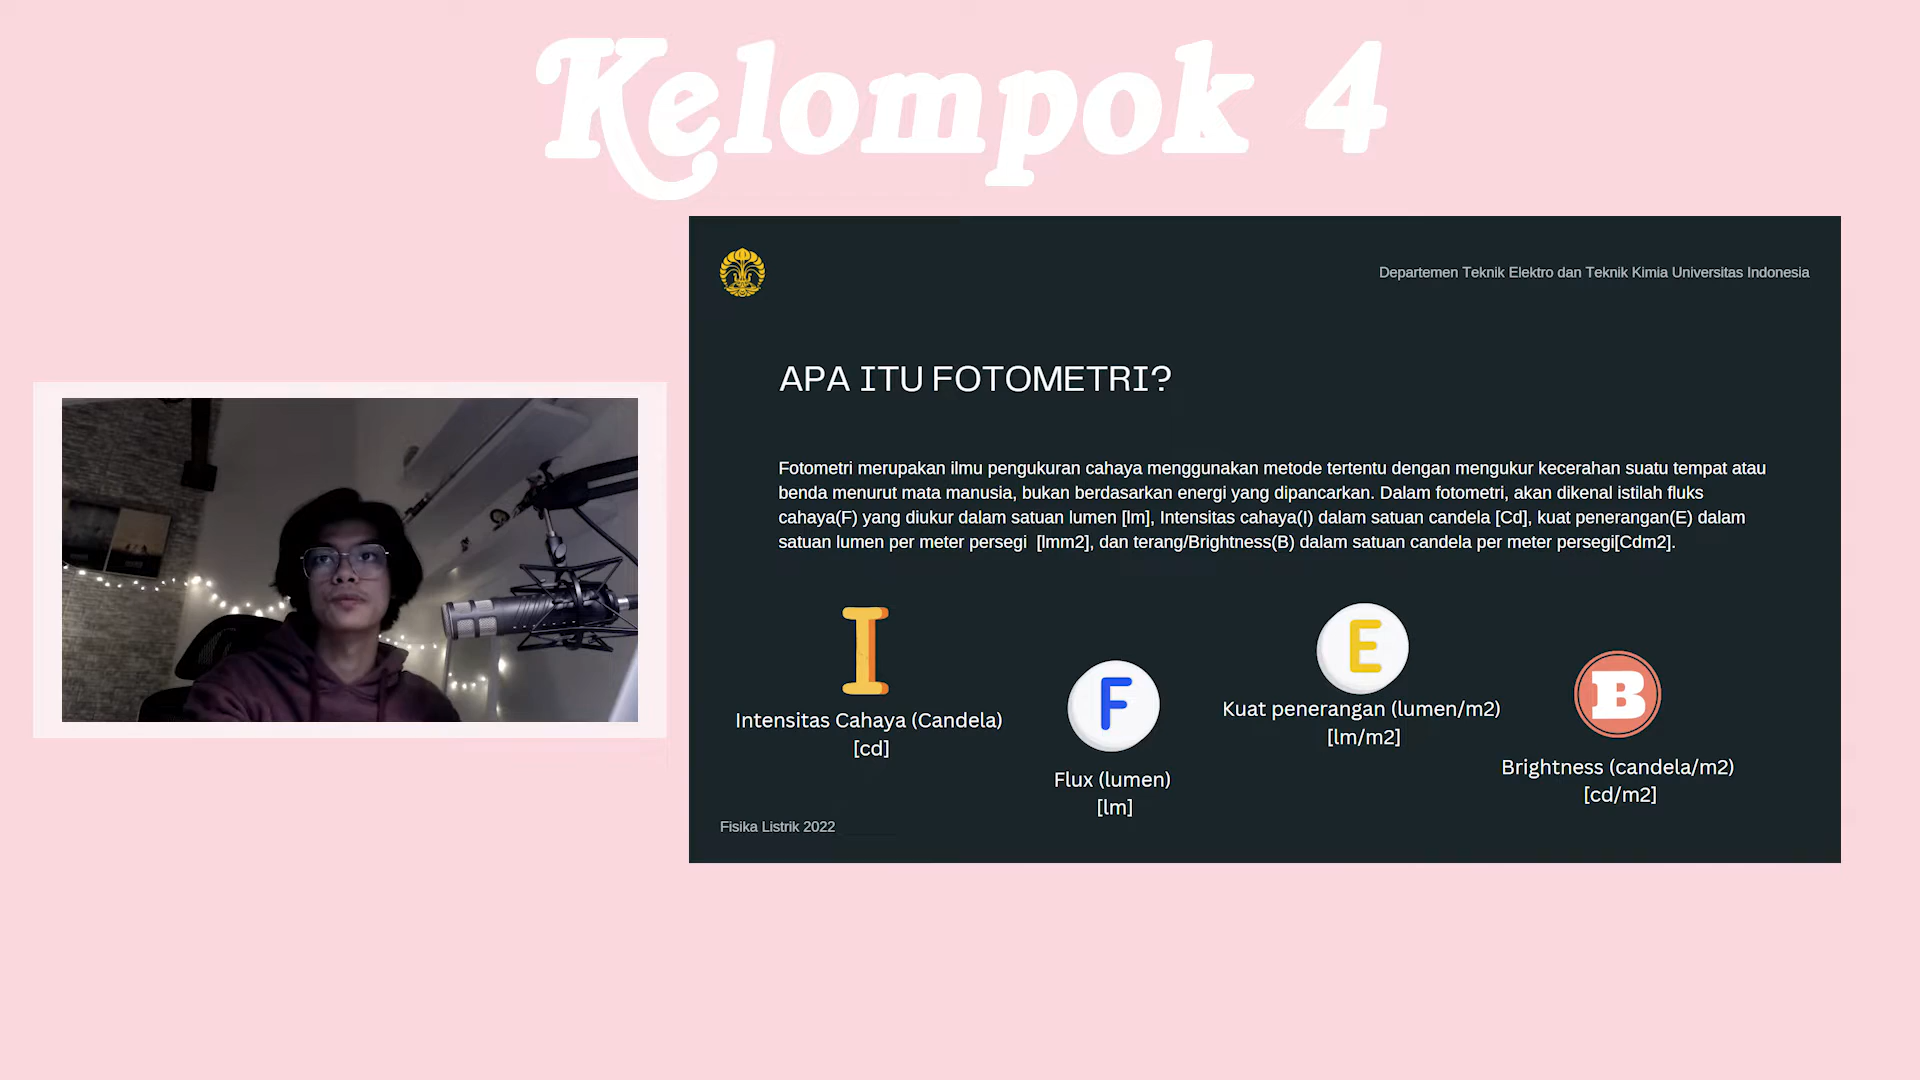 Kelompok 4
Departemen Teknik Elektro dan Teknik Kimia Universitas Indonesia
APA ITU FOTOMETRI?
Fotometri merupakan ilmu pengukuran cahaya menggunakan metode tertentu dengan mengukur kecerahan suatu tempat atau
benda menurut mata manusia, bukan berdasarkan energi yang dipancarkan. Dalam fotometri, akan dikenal istilah fluks
cahaya(F) yang diukur dalam satuan lumen [lm], Intensitas cahaya(I) dalam satuan candela [Cd], kuat penerangan(E) dalam
satuan lumen per meter persegi  [lmm2], dan terang/Brightness(B) dalam satuan candela per meter persegi[Cdm2].
I
Intensitas Cahaya (Candela)
[cd]
F
Flux (lumen)
[lm]
E
Kuat penerangan (lumen/m2)
[lm/m2]
B
Brightness (candela/m2)
[cd/m2]
Fisika Listrik 2022